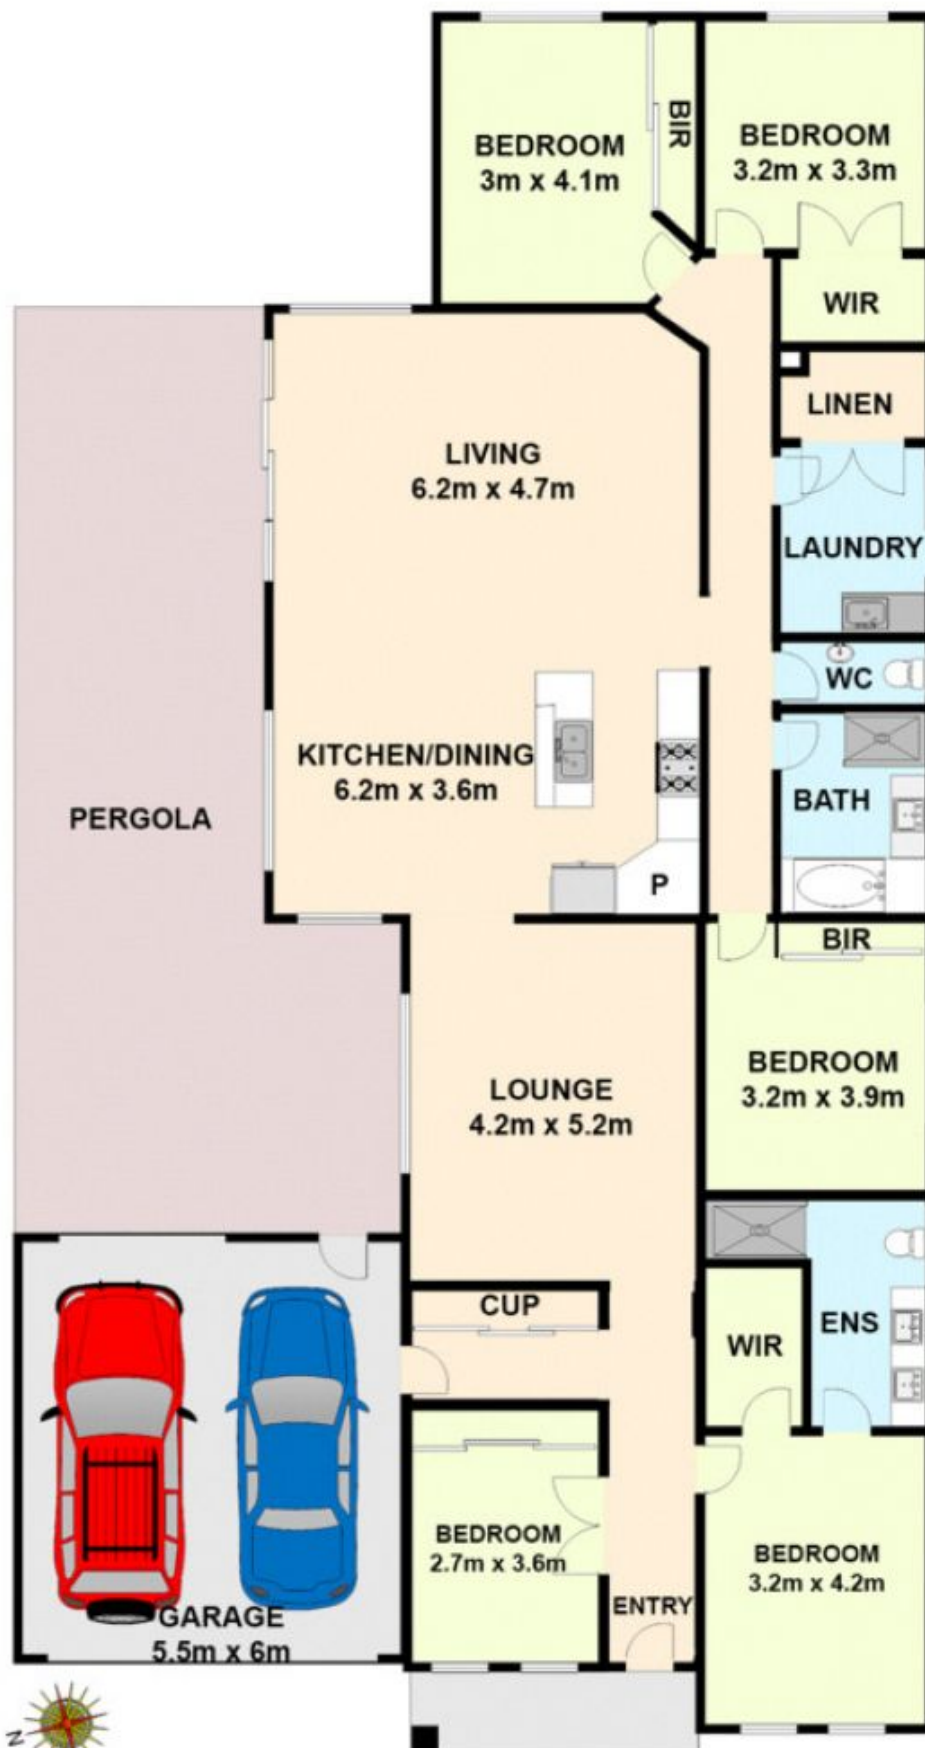 BEDROOM
3m x 4.1m
BIR
BEDROOM
3.2m x 3.3m
WIR
LINEN
LIVING
6.2m x 4.7m
LAUNDRY
WC
KITCHEN/DINING
6.2m x 3.6m
BATH
PERGOLA
P
BIR
BEDROOM
3.2m x 3.9m
LOUNGE
4.2m x 5.2m
CUP
WIR
ENS
BEDROOM
2.7m x 3.6m
BEDROOM
3.2m x 4.2m
ENTRY
GARAGE
5.5m x 6m
N